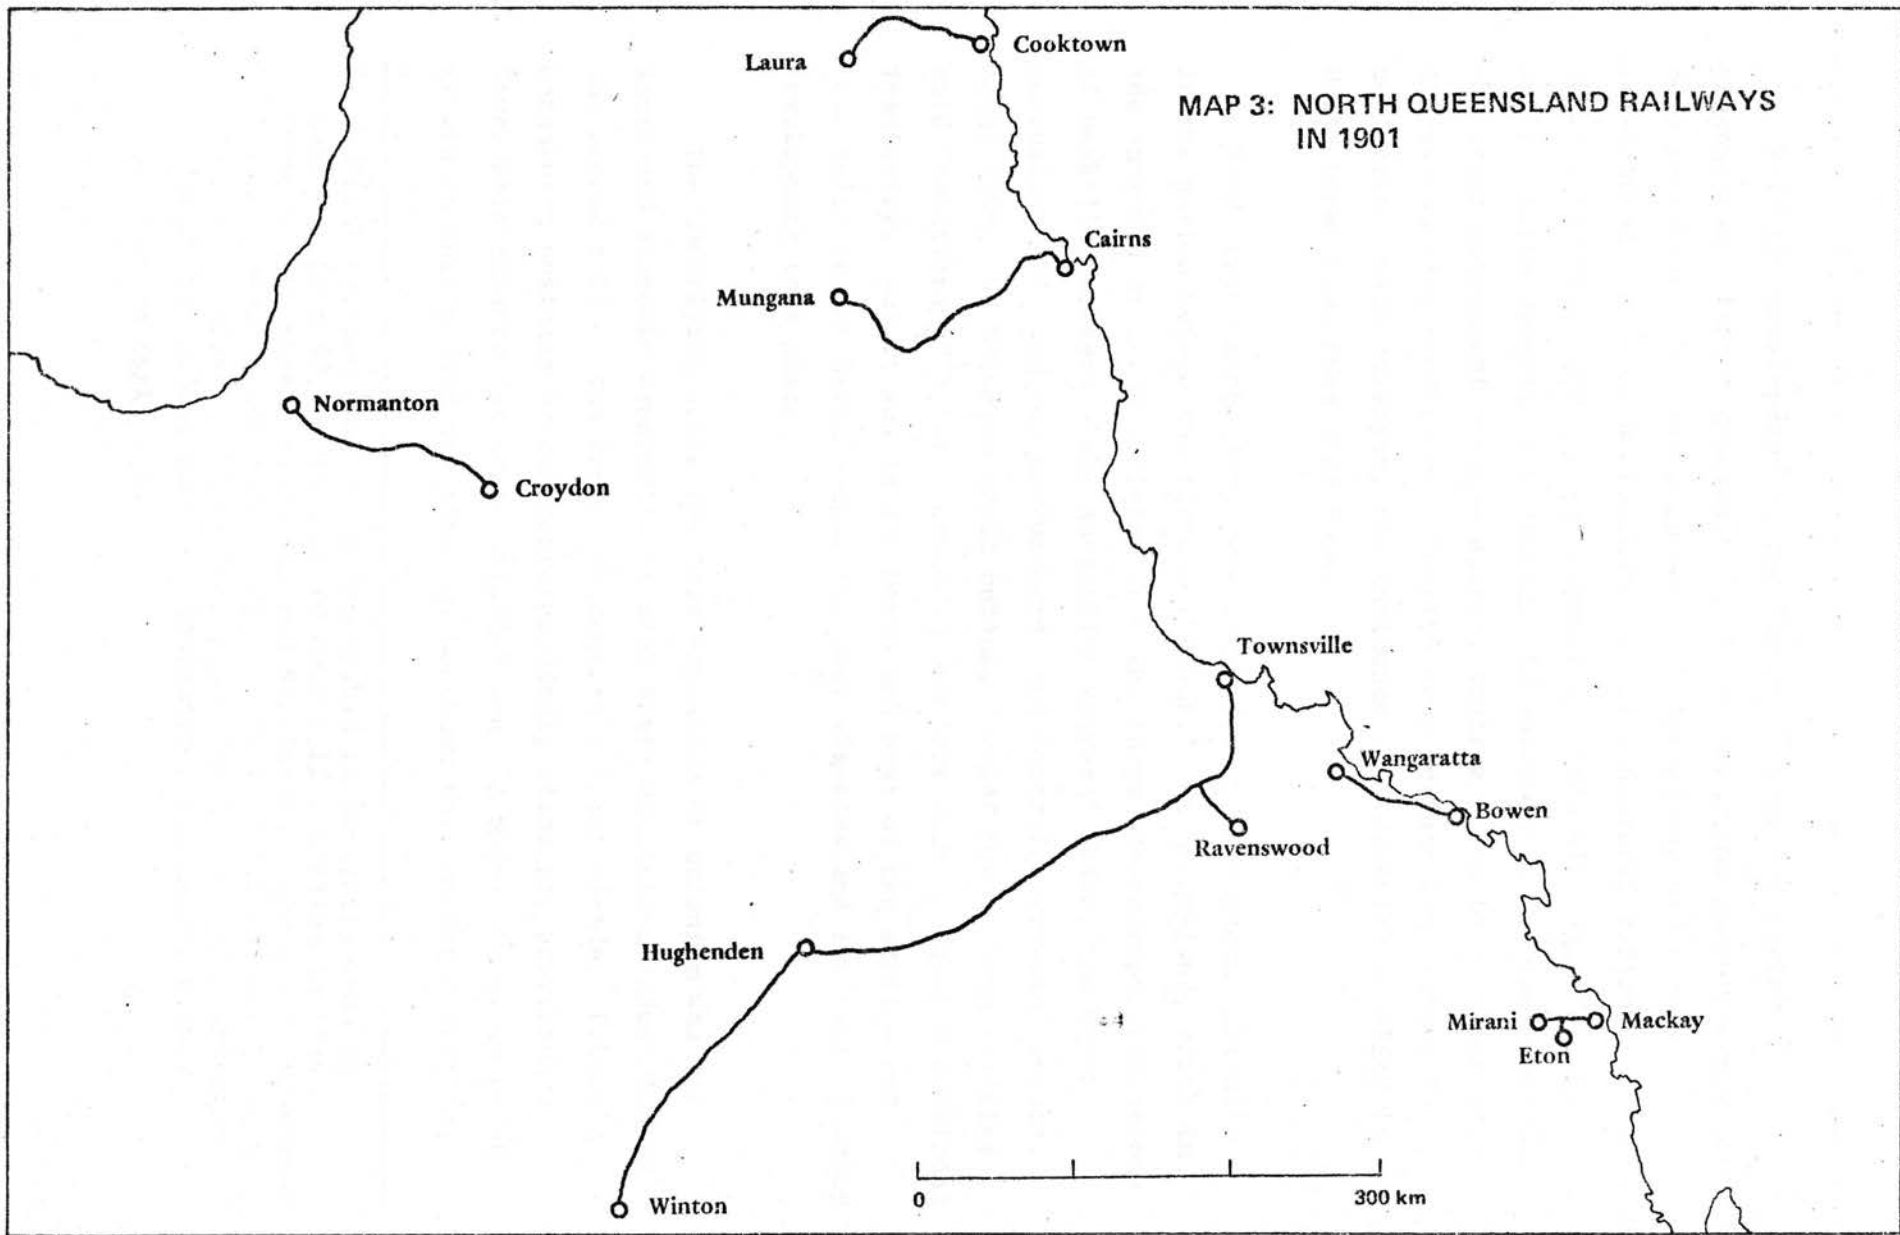 Laura
Cooktown
MAP 3: NORTH QUEENSLAND RAILWAYS
IN 1901
Cairns
Mungana
Normanton
Croydon
Townsville
Wangaratta
Bowen
Ravenswood
Hughenden
Mirani
Mackay
Eton
Winton
0
300 km